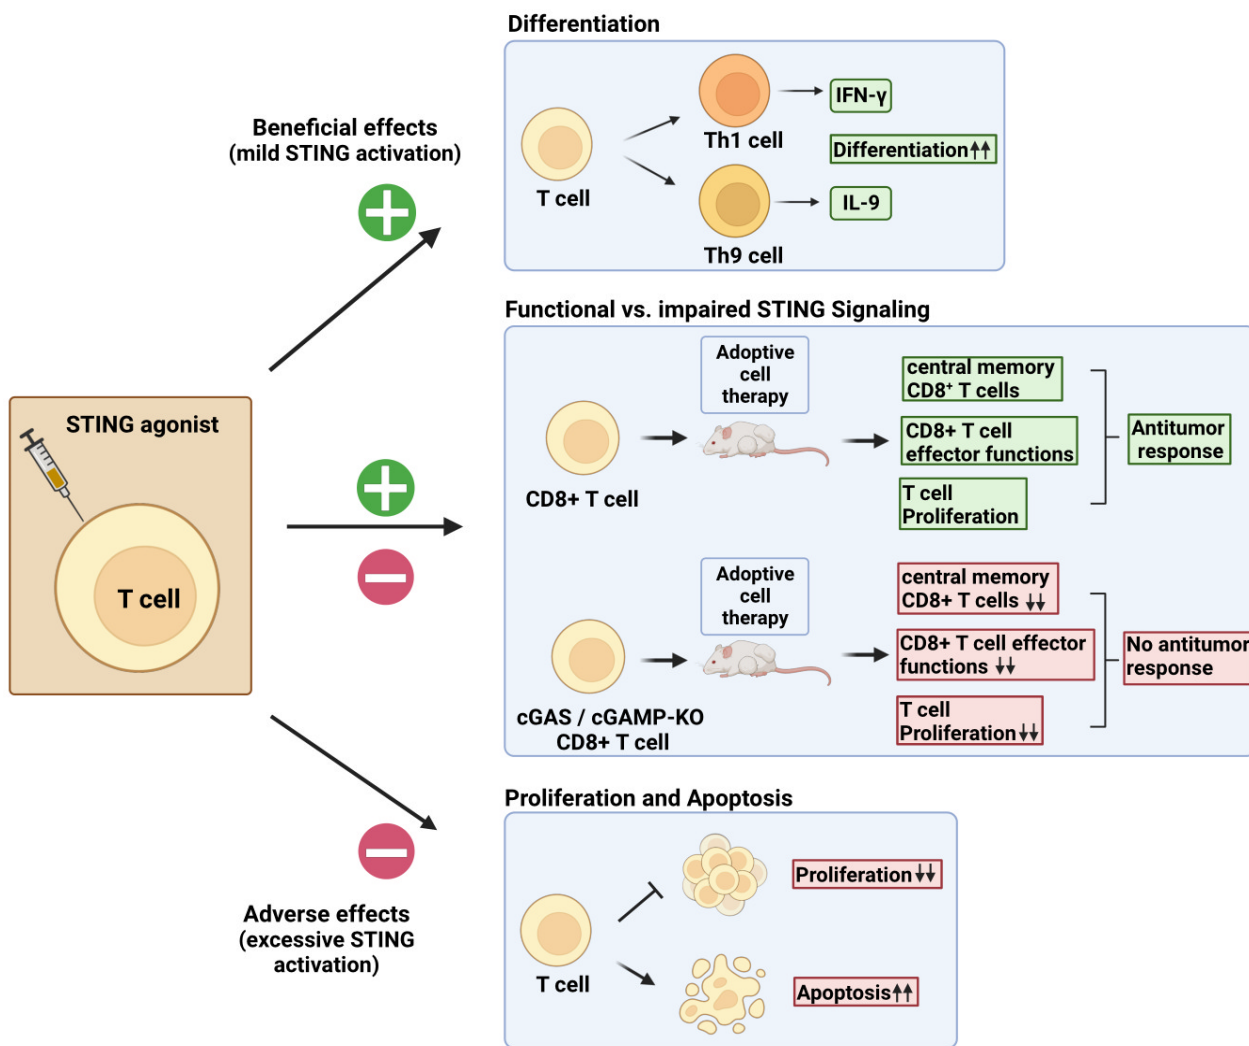 Differentiation
Beneficial effects
(mild STING activation)
T cell
Th1 cell
IFN-γ
Differentiation↑↑
Th9 cell
IL-9
Functional vs. impaired STING Signaling
STING agonist
T cell
CD8+ T cell
Adoptive
cell
therapy
central memory
CD8⁺ T cells
CD8+ T cell
effector functions
T cell
Proliferation
Antitumor
response
cGAS / cGAMP-KO
CD8+ T cell
Adoptive
cell
therapy
central memory
CD8+ T cells ↓↓
CD8+ T cell effector
functions ↓↓
T cell
Proliferation↓↓
No antitumor
response
Proliferation and Apoptosis
Adverse effects
(excessive STING
activation)
T cell
Proliferation↓↓
Apoptosis↑↑